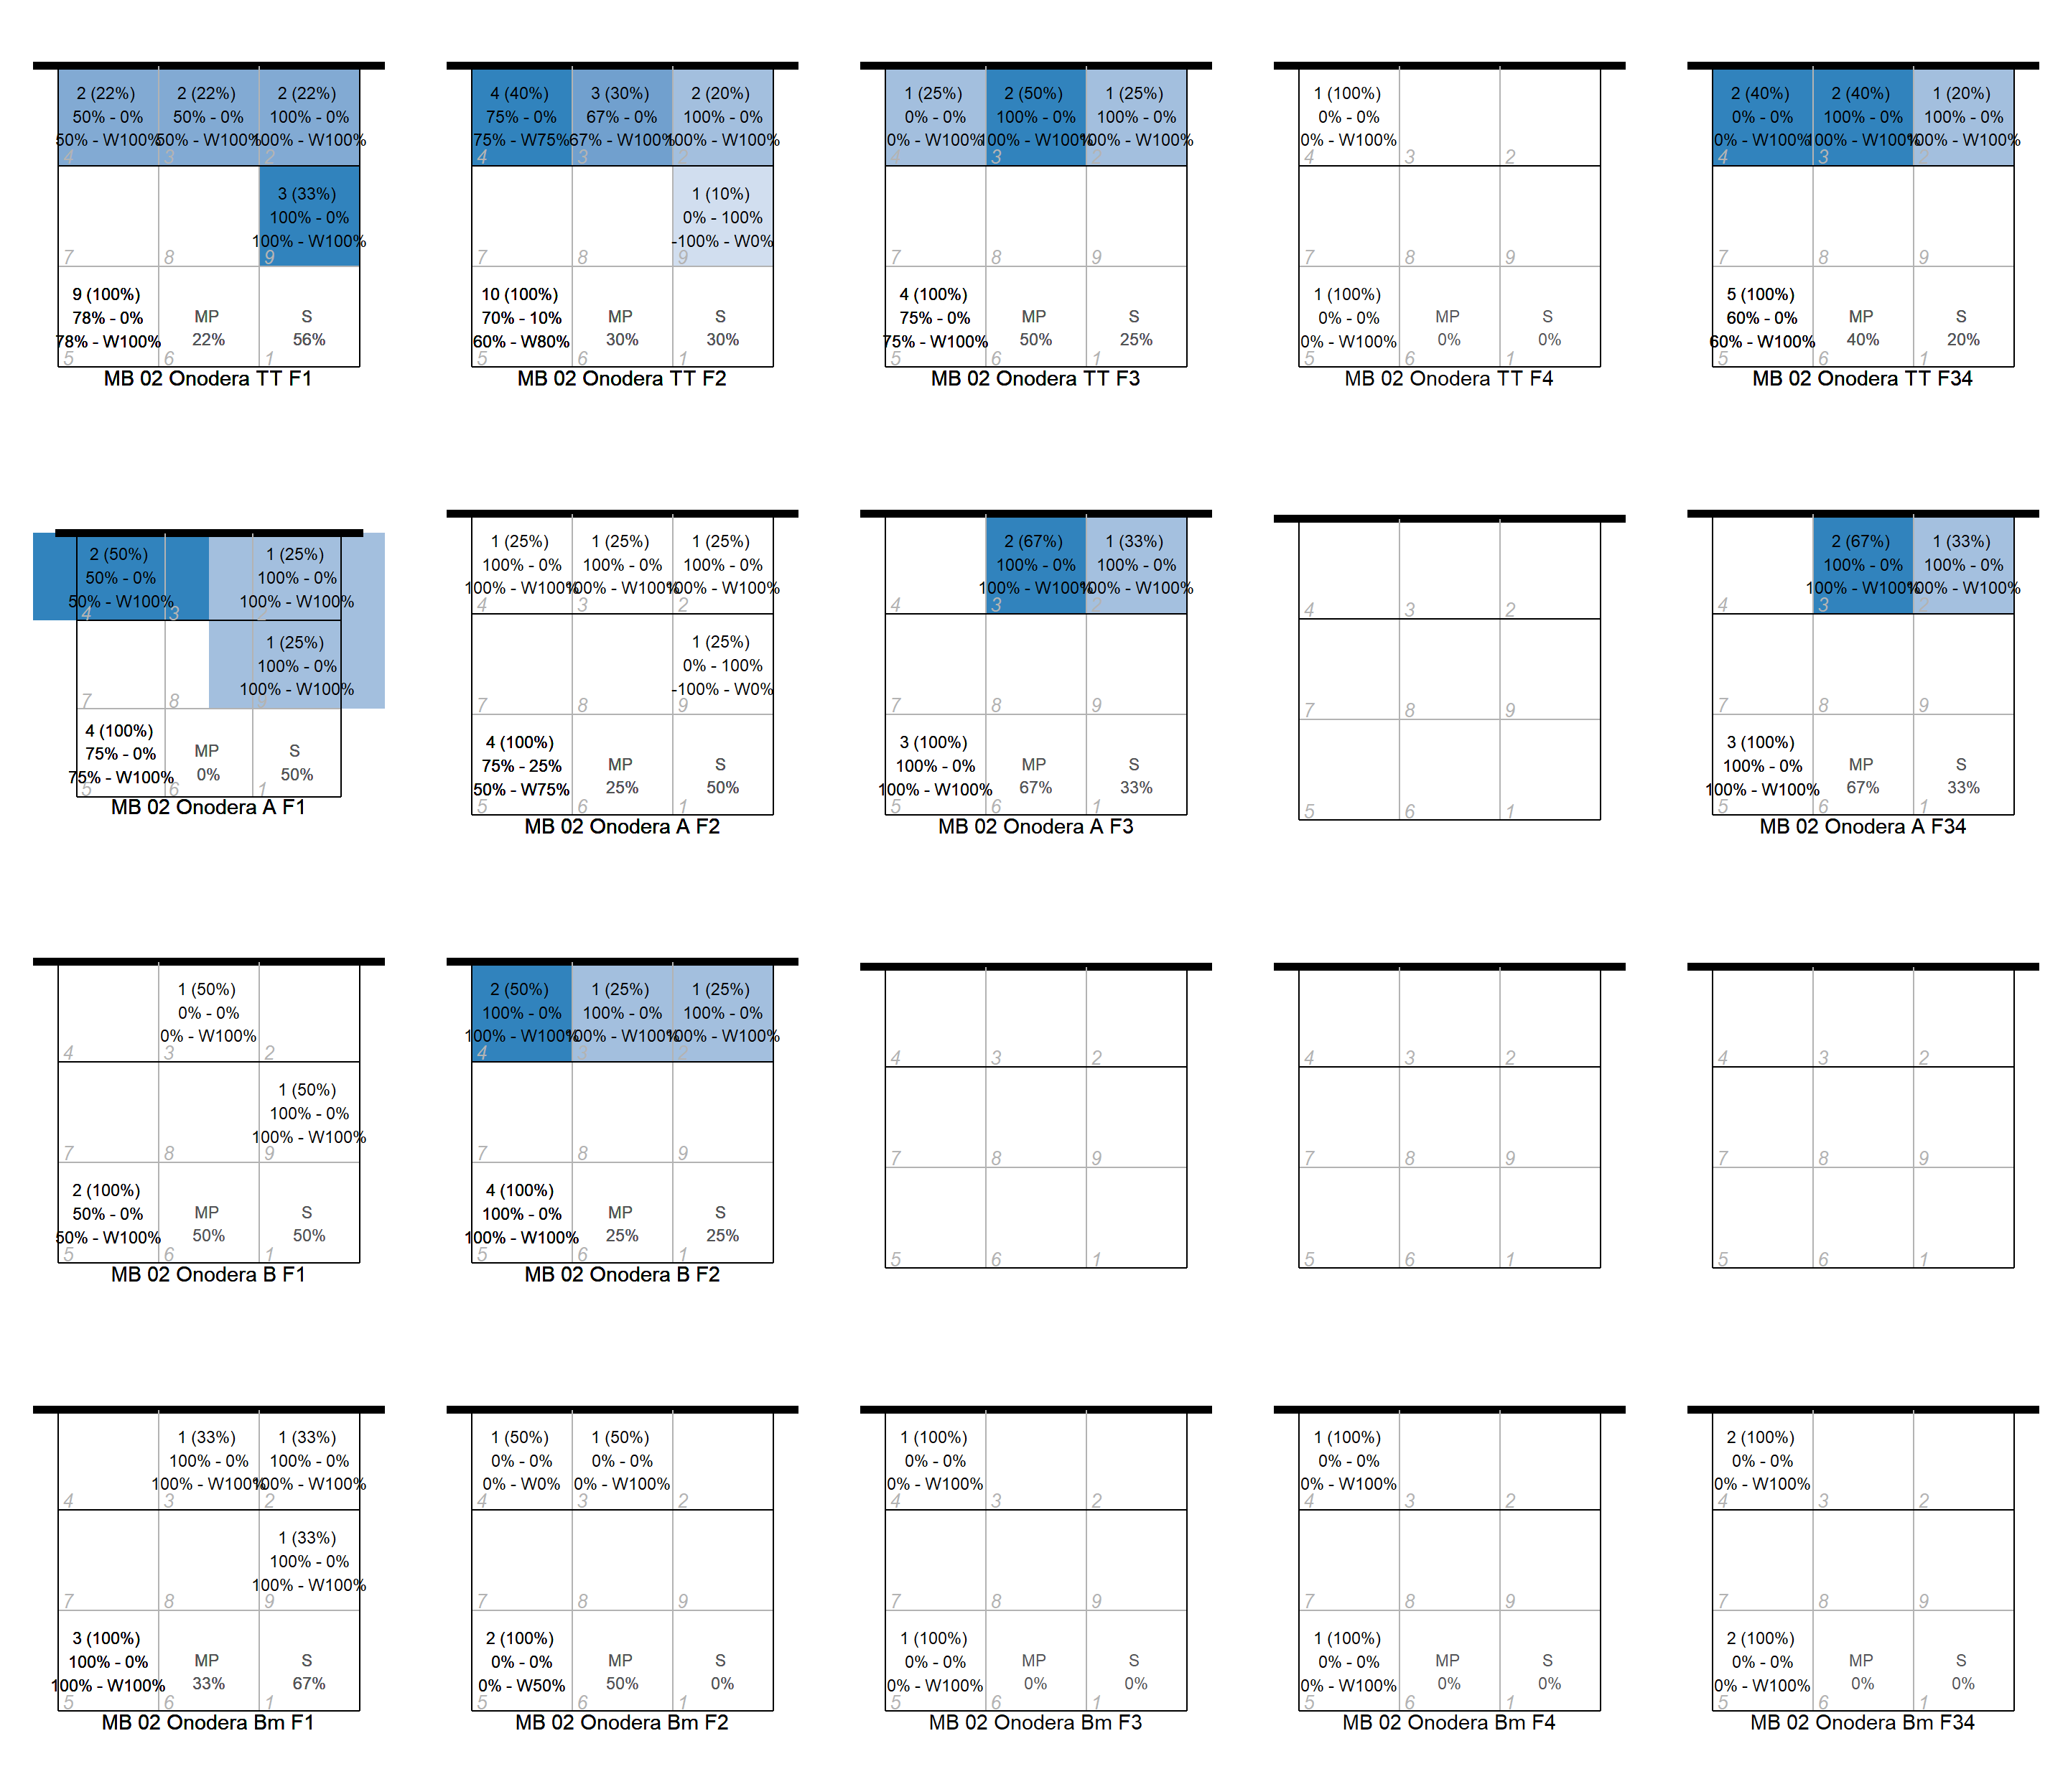 2 (22%)
50% - 0%
50% - W100%
4
2 (22%)
50% - 0%
50% - W100%
3
2 (22%)
100% - 0%
100% - W100%
2
7
8
3 (33%)
100% - 0%
100% - W100%
9
9 (100%)
78% - 0%
78% - W100%
5
MP
22%
6
S
56%
1
MB 02 Onodera TT F1
4 (40%)
75% - 0%
75% - W75%
4
3 (30%)
67% - 0%
67% - W100%
3
2 (20%)
100% - 0%
100% - W100%
2
7
8
1 (10%)
0% - 100%
-100% - W0%
9
10 (100%)
70% - 10%
60% - W80%
5
MP
30%
6
S
30%
1
MB 02 Onodera TT F2
1 (25%)
0% - 0%
0% - W100%
4
2 (50%)
100% - 0%
100% - W100%
3
1 (25%)
100% - 0%
100% - W100%
2
7
8
9
4 (100%)
75% - 0%
75% - W100%
5
MP
50%
6
S
25%
1
MB 02 Onodera TT F3
1 (100%)
0% - 0%
0% - W100%
4
3
2
7
8
9
1 (100%)
0% - 0%
0% - W100%
5
MP
0%
6
S
0%
1
MB 02 Onodera TT F4
2 (40%)
0% - 0%
0% - W100%
4
2 (40%)
100% - 0%
100% - W100%
3
1 (20%)
100% - 0%
100% - W100%
2
7
8
9
5 (100%)
60% - 0%
60% - W100%
5
MP
40%
6
S
20%
1
MB 02 Onodera TT F34
2 (50%)
50% - 0%
50% - W100%
4
3
1 (25%)
100% - 0%
100% - W100%
7
8
1 (25%)
100% - 0%
100% - W100%
4 (100%)
75% - 0%
75% - W100%
5
MP
0%
6
S
50%
1
MB 02 Onodera A F1
1 (25%)
100% - 0%
100% - W100%
4
1 (25%)
100% - 0%
100% - W100%
3
1 (25%)
100% - 0%
100% - W100%
2
7
8
1 (25%)
0% - 100%
-100% - W0%
9
4 (100%)
75% - 25%
50% - W75%
5
MP
25%
6
S
50%
1
MB 02 Onodera A F2
4
2 (67%)
100% - 0%
100% - W100%
3
1 (33%)
100% - 0%
100% - W100%
2
7
8
9
3 (100%)
100% - 0%
100% - W100%
5
MP
67%
6
S
33%
1
MB 02 Onodera A F3
4
3
2
7
8
9
5
6
1
4
2 (67%)
100% - 0%
100% - W100%
3
1 (33%)
100% - 0%
100% - W100%
2
7
8
9
3 (100%)
100% - 0%
100% - W100%
5
MP
67%
6
S
33%
1
MB 02 Onodera A F34
4
1 (50%)
0% - 0%
0% - W100%
3
2
7
8
1 (50%)
100% - 0%
100% - W100%
9
2 (100%)
50% - 0%
50% - W100%
5
MP
50%
6
S
50%
1
MB 02 Onodera B F1
2 (50%)
100% - 0%
100% - W100%
4
1 (25%)
100% - 0%
100% - W100%
3
1 (25%)
100% - 0%
100% - W100%
2
7
8
9
4 (100%)
100% - 0%
100% - W100%
5
MP
25%
6
S
25%
1
MB 02 Onodera B F2
4
3
2
7
8
9
5
6
1
4
3
2
7
8
9
5
6
1
4
3
2
7
8
9
5
6
1
4
1 (33%)
100% - 0%
100% - W100%
3
1 (33%)
100% - 0%
100% - W100%
2
7
8
1 (33%)
100% - 0%
100% - W100%
9
3 (100%)
100% - 0%
100% - W100%
5
MP
33%
6
S
67%
1
MB 02 Onodera Bm F1
1 (50%)
0% - 0%
0% - W0%
4
1 (50%)
0% - 0%
0% - W100%
3
2
7
8
9
2 (100%)
0% - 0%
0% - W50%
5
MP
50%
6
S
0%
1
MB 02 Onodera Bm F2
1 (100%)
0% - 0%
0% - W100%
4
3
2
7
8
9
1 (100%)
0% - 0%
0% - W100%
5
MP
0%
6
S
0%
1
MB 02 Onodera Bm F3
1 (100%)
0% - 0%
0% - W100%
4
3
2
7
8
9
1 (100%)
0% - 0%
0% - W100%
5
MP
0%
6
S
0%
1
MB 02 Onodera Bm F4
2 (100%)
0% - 0%
0% - W100%
4
3
2
7
8
9
2 (100%)
0% - 0%
0% - W100%
5
MP
0%
6
S
0%
1
MB 02 Onodera Bm F34